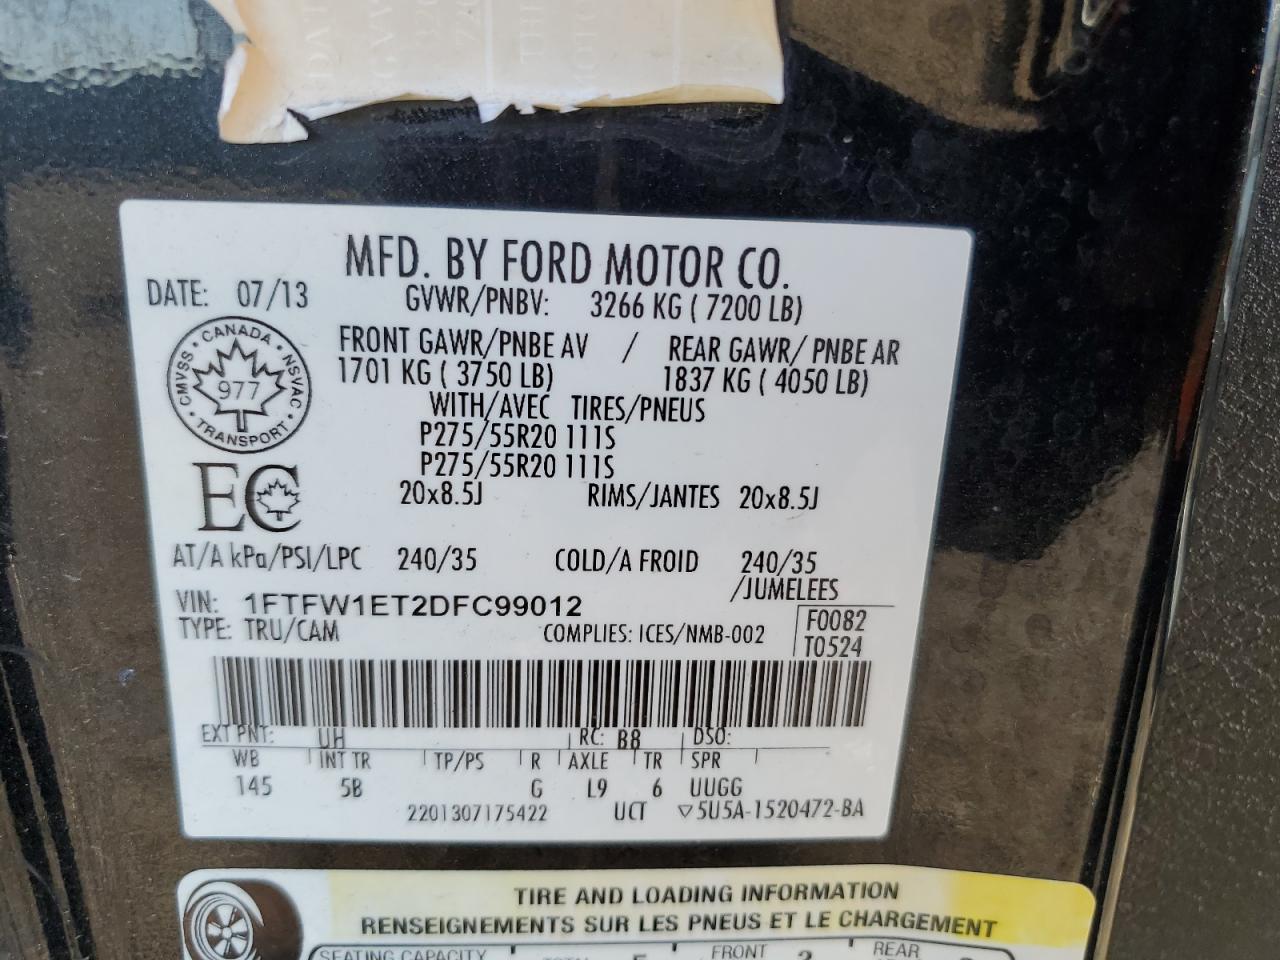 MFD. BY FORD MOTOR CO.
DATE: 07/13
GVWR/PNBV: 3266 KG ( 7200 LB)
FRONT GAWR/PNBE AV / REAR GAWR/ PNBE AR
1701 KG ( 3750 LB) 1837 KG ( 4050 LB)
WITH/AVEC TIRES/PNEUS
P275/55R20 111S
P275/55R20 111S
20x8.5J RIMS/JANTES 20x8.5J
CANADA
CMVSS 977 NSVAC
TRANSPORT
EC
AT/A kPa/PSI/LPC 240/35 COLD/A FROID 240/35
/JUMELEES
VIN: 1FTFW1ET2DFC99012
TYPE: TRU/CAM COMPLIES: ICES/NMB-002
F0082
T0524
EXT PNT: UH RC: B8 DSO:
WB INT TR TP/PS R AXLE TR SPR
145 5B G L9 6 UUGG
2201307175422 UCT ▽5U5A-1520472-BA
TIRE AND LOADING INFORMATION
RENSEIGNEMENTS SUR LES PNEUS ET LE CHARGEMENT
SEATING CAPACITY FRONT REAR